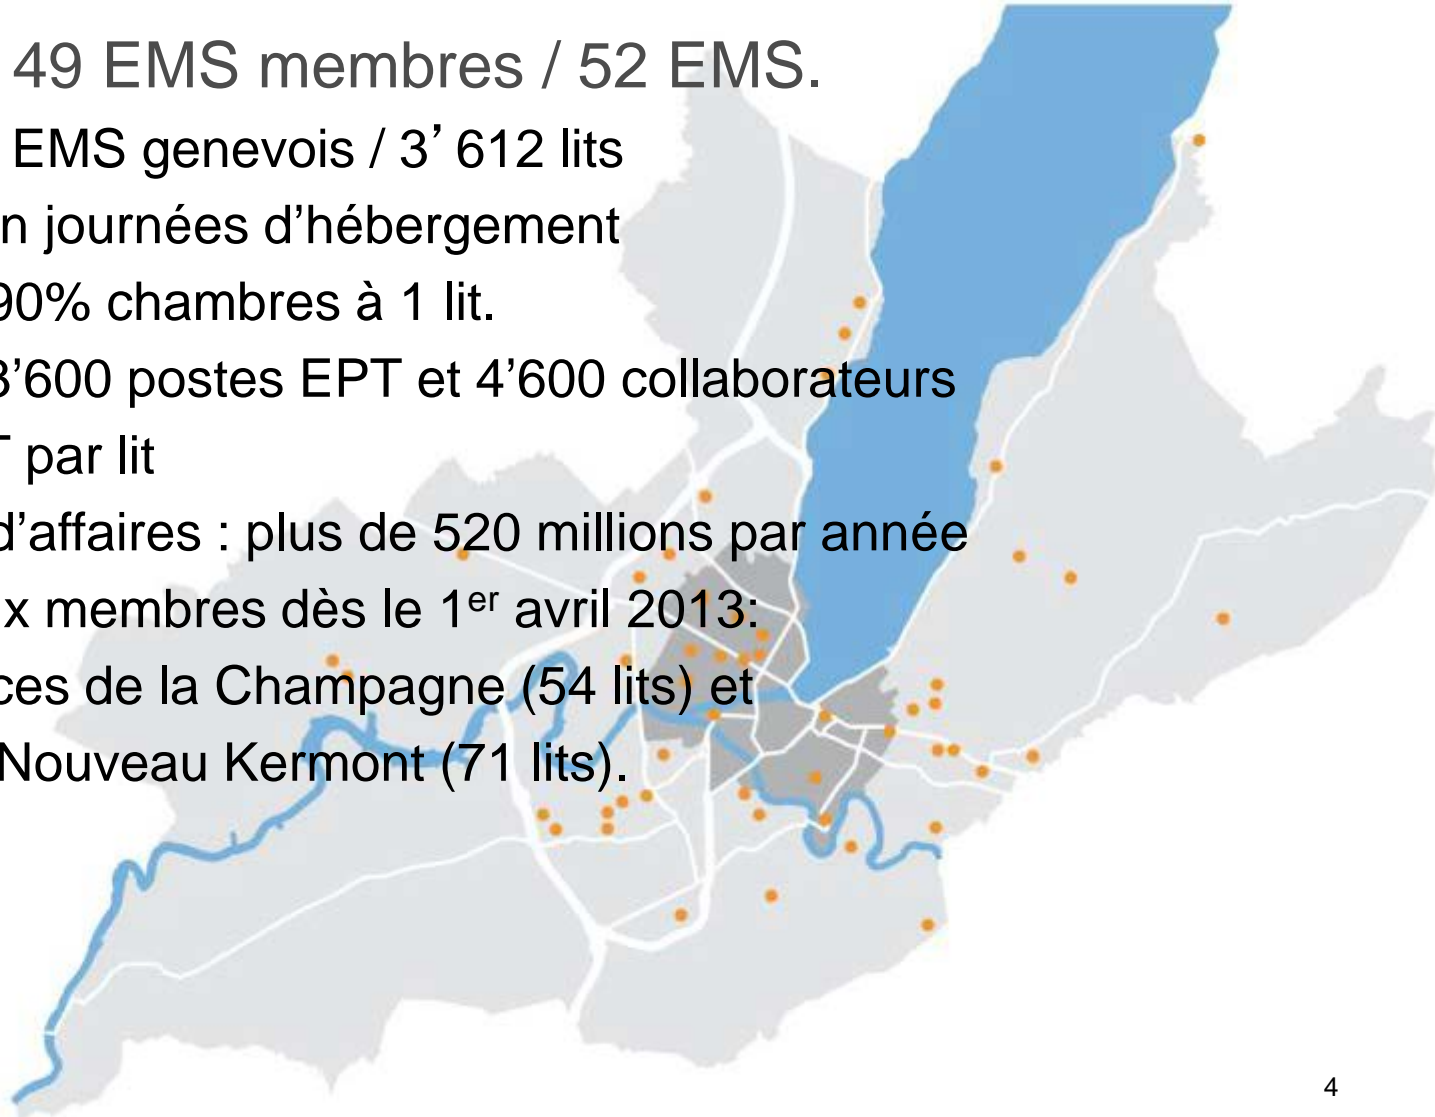 49 EMS membres / 52 EMS.
EMS genevois / 3’ 612 lits
n journées d’hébergement
90% chambres à 1 lit.
3’600 postes EPT et 4’600 collaborateurs
T par lit
d’affaires : plus de 520 millions par année
x membres dès le 1er avril 2013:
ces de la Champagne (54 lits) et
Nouveau Kermont (71 lits).
4